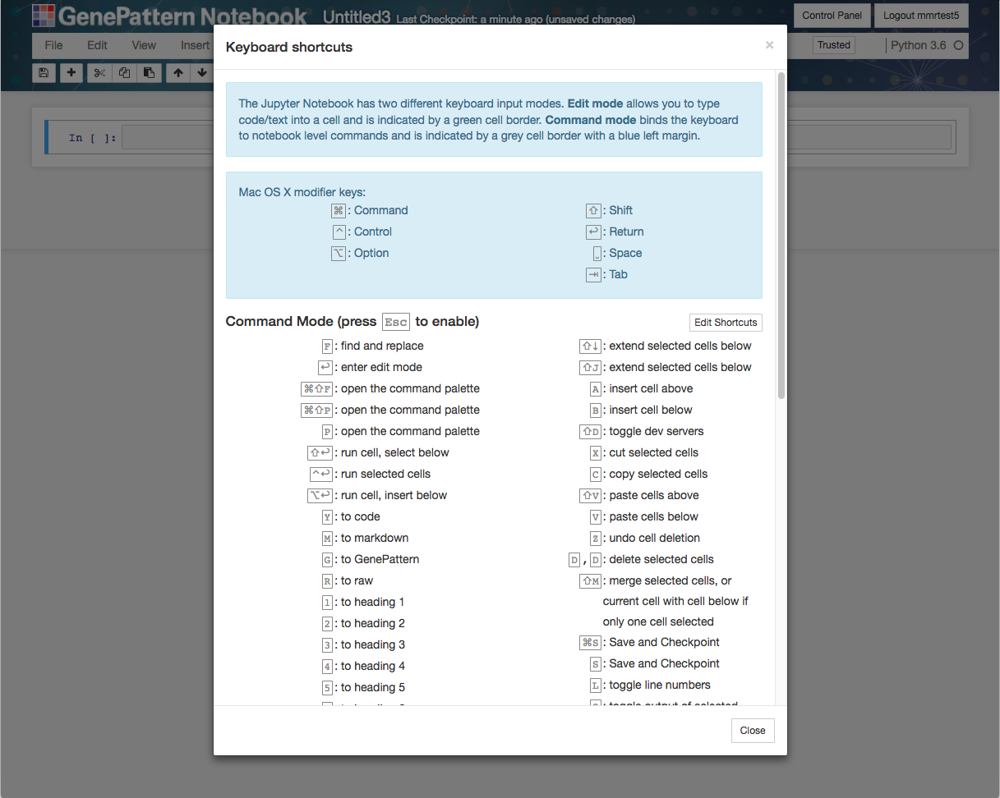 GenePattern Notebook Untitled3 Last Checkpoint: a minute ago (unsaved changes)
Control Panel Logout mmrtest5
File Edit View Insert
Trusted Python 3.6
In [ ]:
Keyboard shortcuts ×
The Jupyter Notebook has two different keyboard input modes. Edit mode allows you to type
code/text into a cell and is indicated by a green cell border. Command mode binds the keyboard
to notebook level commands and is indicated by a grey cell border with a blue left margin.
Mac OS X modifier keys:
⌘: Command
^: Control
⌥: Option
⇧: Shift
↩: Return
␣: Space
⇥: Tab
Command Mode (press Esc to enable)
Edit Shortcuts
F: find and replace
↩: enter edit mode
⌘⇧F: open the command palette
⌘⇧P: open the command palette
P: open the command palette
⇧↩: run cell, select below
^↩: run selected cells
⌥↩: run cell, insert below
Y: to code
M: to markdown
G: to GenePattern
R: to raw
1: to heading 1
2: to heading 2
3: to heading 3
4: to heading 4
5: to heading 5
⇧↓: extend selected cells below
⇧J: extend selected cells below
A: insert cell above
B: insert cell below
⇧D: toggle dev servers
X: cut selected cells
C: copy selected cells
⇧V: paste cells above
V: paste cells below
Z: undo cell deletion
D,D: delete selected cells
⇧M: merge selected cells, or
current cell with cell below if
only one cell selected
⌘S: Save and Checkpoint
S: Save and Checkpoint
L: toggle line numbers
toggle output of selected
Close